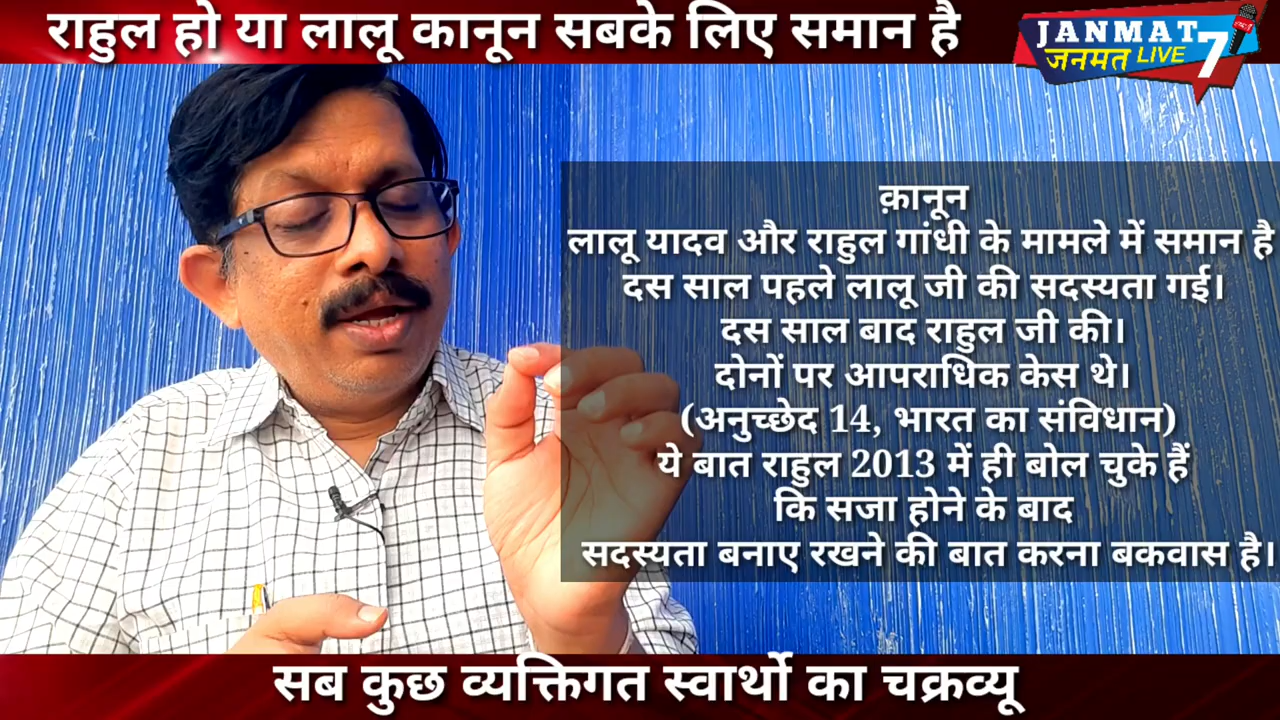 राहुल हो या लालू कानून सबके लिए समान है
JANMAT
जनमत LIVE 7
क़ानून
लालू यादव और राहुल गांधी के मामले में समान है
दस साल पहले लालू जी की सदस्यता गई।
दस साल बाद राहुल जी की।
दोनों पर आपराधिक केस थे।
(अनुच्छेद 14, भारत का संविधान)
ये बात राहुल 2013 में ही बोल चुके हैं
कि सजा होने के बाद
सदस्यता बनाए रखने की बात करना बकवास है।
सब कुछ व्यक्तिगत स्वार्थो का चक्रव्यू